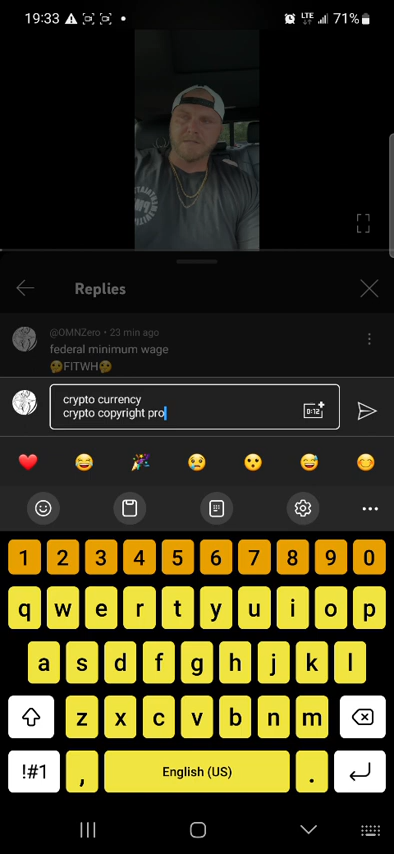 19:33
LTE
71%
Replies
@OMNZero • 23 min ago
federal minimum wage
🤔FITWH🤔
crypto currency
crypto copyright pro
0:12
1 2 3 4 5 6 7 8 9 0
q w e r t y u i o p
a s d f g h j k l
z x c v b n m
!#1 , English (US) .